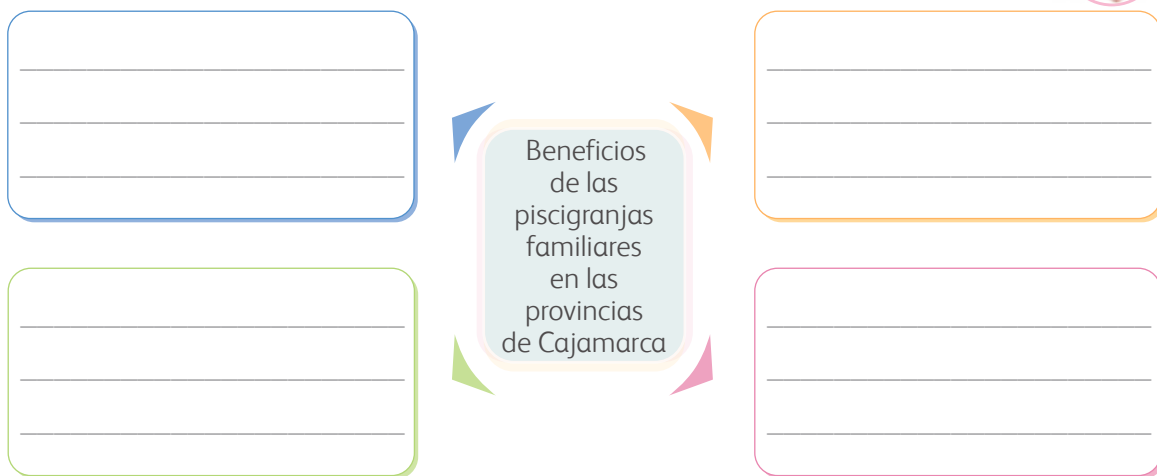 Beneficios
de las
piscigranjas
familiares
en las
provincias
de Cajamarca